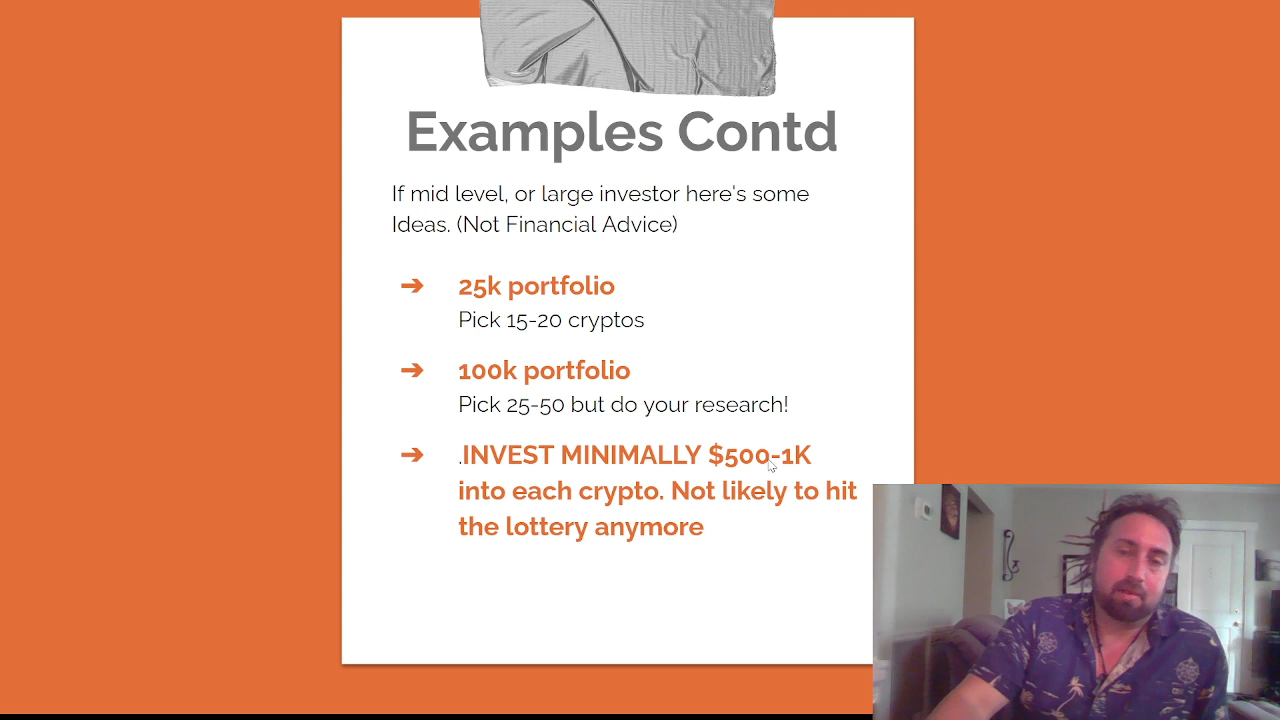 Examples Contd
If mid level, or large investor here's some
Ideas. (Not Financial Advice)
➔ 25k portfolio
Pick 15-20 cryptos
➔ 100k portfolio
Pick 25-50 but do your research!
➔ .INVEST MINIMALLY $500-1K
into each crypto. Not likely to hit
the lottery anymore